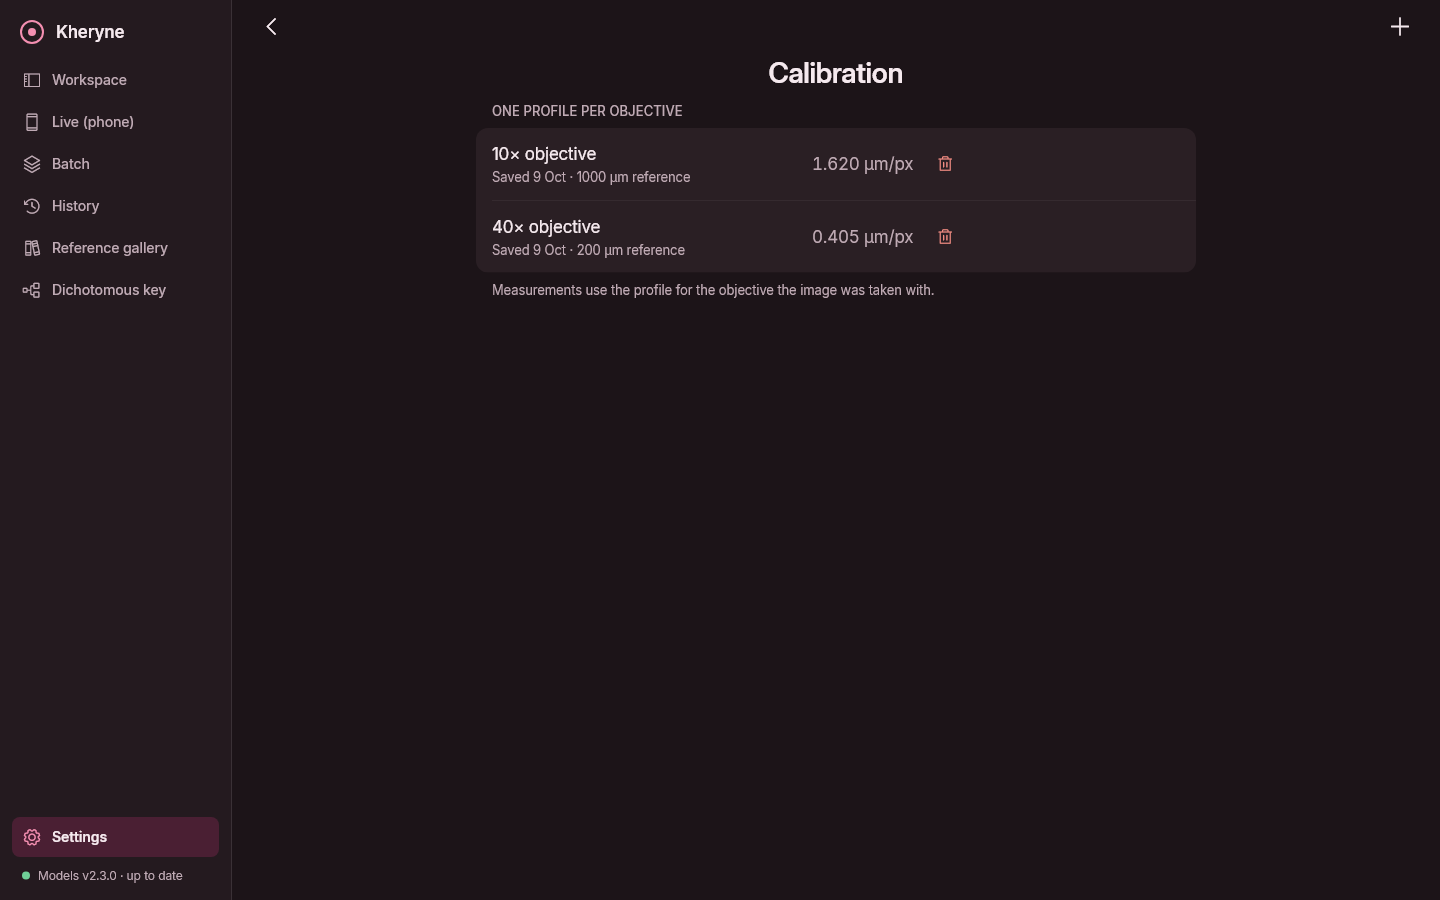 Kheryne
Workspace
Live (phone)
Batch
History
Reference gallery
Dichotomous key
Settings
Models v2.3.0 · up to date
Calibration
ONE PROFILE PER OBJECTIVE
10× objective
Saved 9 Oct · 1000 µm reference
1.620 µm/px
40× objective
Saved 9 Oct · 200 µm reference
0.405 µm/px
Measurements use the profile for the objective the image was taken with.